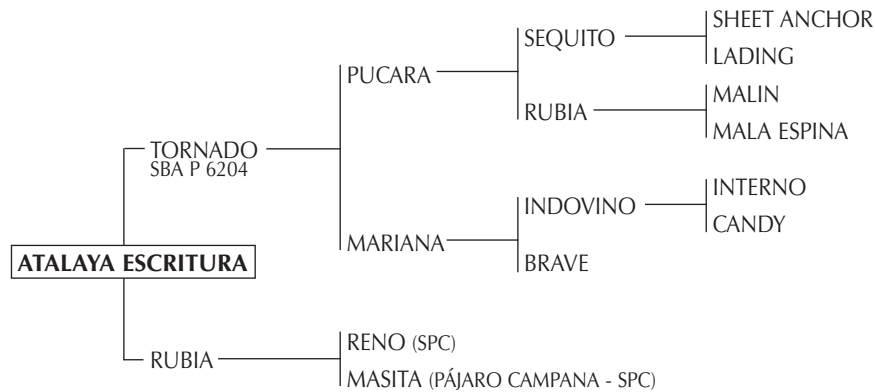 SHEET ANCHOR
SEQUITO
LADING
PUCARA
MALIN
RUBIA
MALA ESPINA
TORNADO
SBA P 6204
INTERNO
INDOVINO
CANDY
MARIANA
BRAVE
ATALAYA ESCRITURA
RENO (SPC)
RUBIA
MASITA (PÁJARO CAMPANA - SPC)